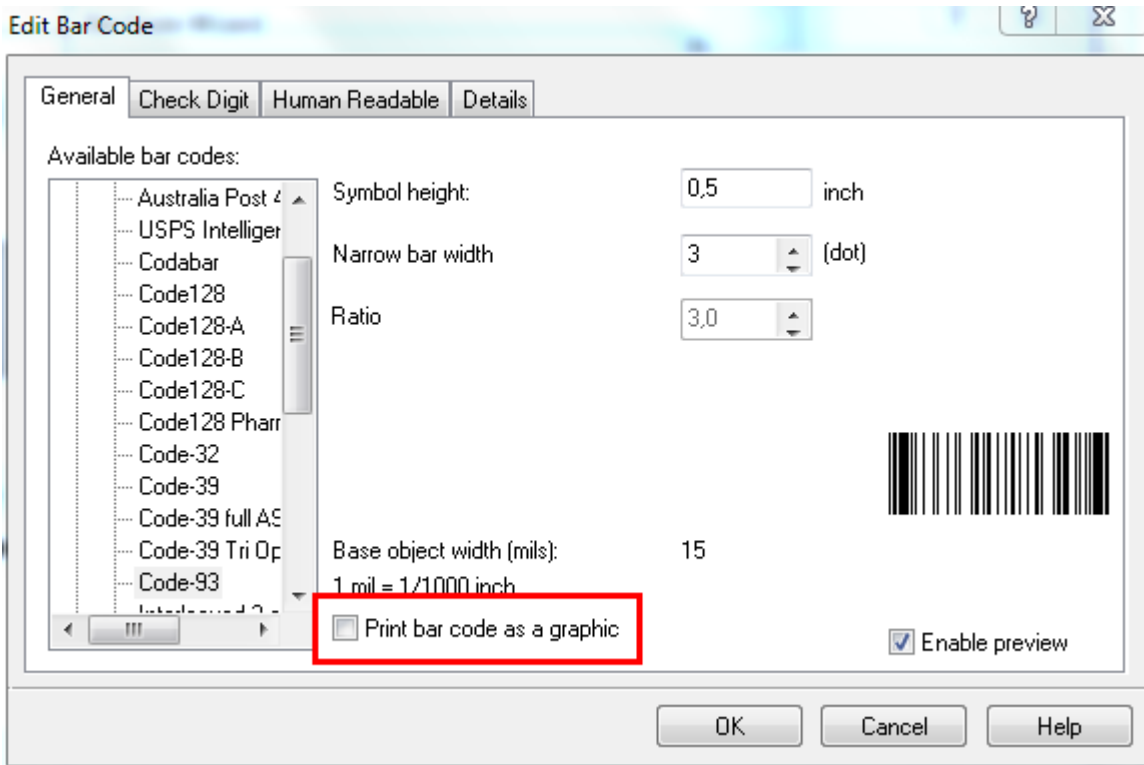 Edit Bar Code
General Check Digit Human Readable Details
Available bar codes:
Australia Post 4
USPS Intelliger
Codabar
Code128
Code128-A
Code128-B
Code128-C
Code128 Pharr
Code-32
Code-39
Code-39 full AS
Code-39 Tri Op
Code-93
Symbol height: 0,5 inch
Narrow bar width 3 (dot)
Ratio 3,0
Base object width (mils): 15
1 mil = 1/1000 inch
Print bar code as a graphic
Enable preview
OK Cancel Help